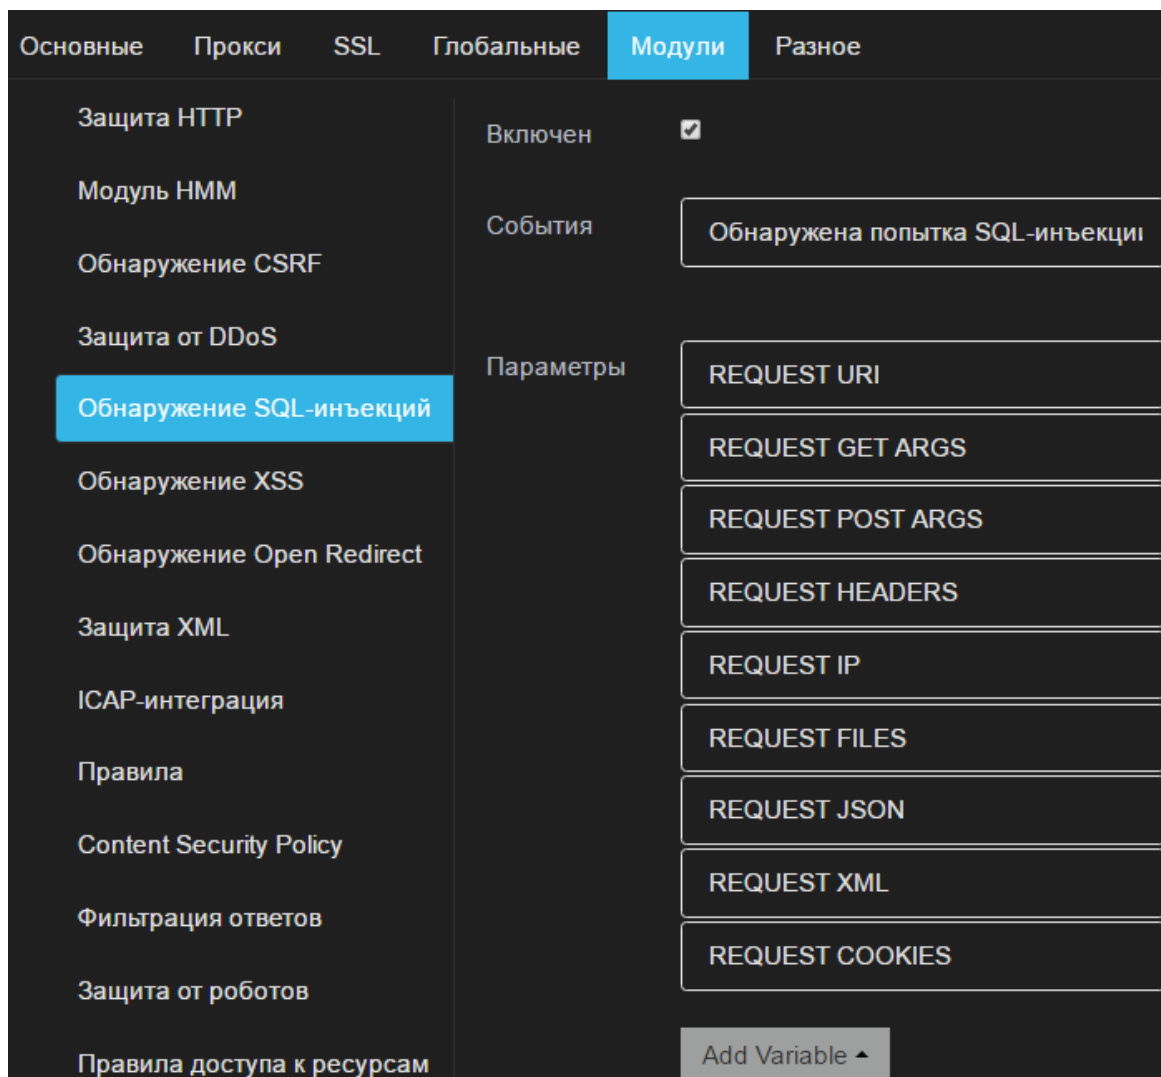 Основные Прокси SSL Глобальные Модули Разное
Защита HTTP
Модуль HMM
Обнаружение CSRF
Защита от DDoS
Обнаружение SQL-инъекций
Обнаружение XSS
Обнаружение Open Redirect
Защита XML
ICAP-интеграция
Правила
Content Security Policy
Фильтрация ответов
Защита от роботов
Правила доступа к ресурсам
Включен
События
Обнаружена попытка SQL-инъекци
Параметры
REQUEST URI
REQUEST GET ARGS
REQUEST POST ARGS
REQUEST HEADERS
REQUEST IP
REQUEST FILES
REQUEST JSON
REQUEST XML
REQUEST COOKIES
Add Variable